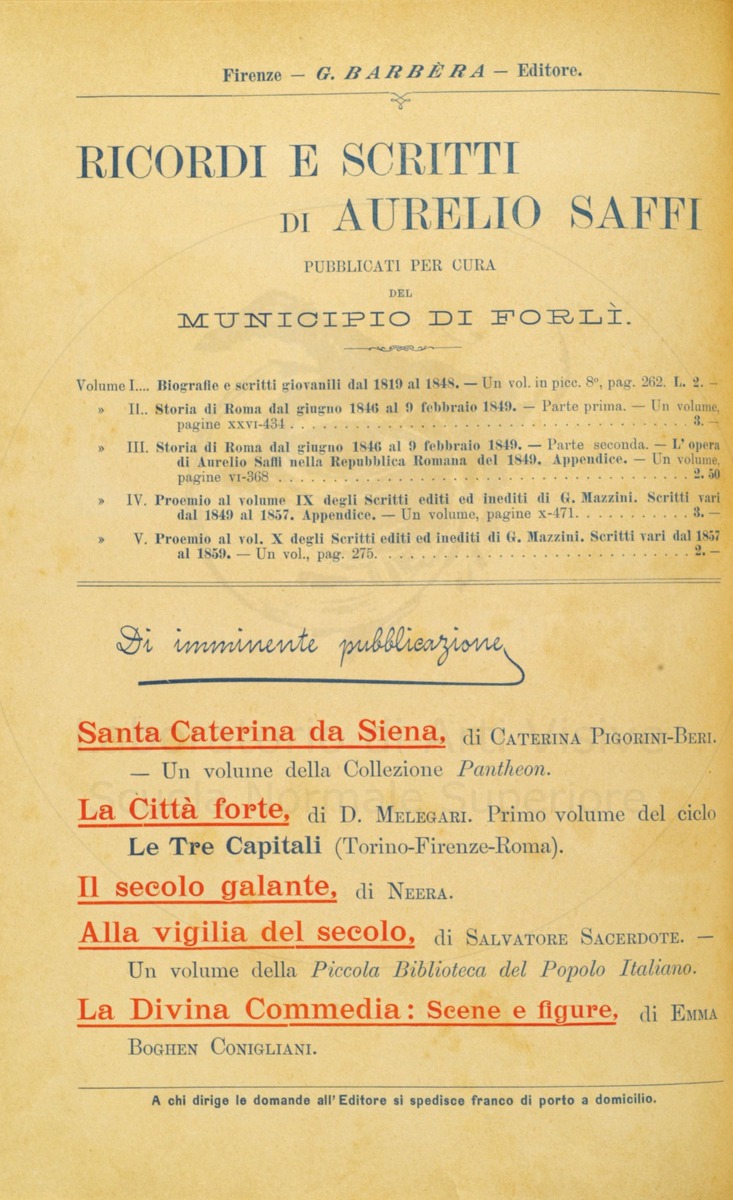 Firenze — G. BARBÈRA — Editore.
RICORDI E SCRITTI
DI AURELIO SAFFI
PUBBLICATI PER CURA
DEL
MUNICIPIO DI FORLÌ.
Volume I.... Biografie e scritti giovanili dal 1819 al 1848. — Un vol. in picc. 8º, pag. 262. L. 2. –
» II.. Storia di Roma dal giugno 1846 al 9 febbraio 1849. — Parte prima. — Un volume,
pagine XXVI-434 . . . . . . . . . . . . . . . . . . . . . . . . . . . . . . 3. —
» III. Storia di Roma dal giugno 1846 al 9 febbraio 1849. — Parte seconda. — L'opera
di Aurelio Saffi nella Repubblica Romana del 1849. Appendice. — Un volume,
pagine VI-368 . . . . . . . . . . . . . . . . . . . . . . . . . . . . . . 2. 50
» IV. Proemio al volume IX degli Scritti editi ed inediti di G. Mazzini. Scritti vari
dal 1849 al 1857. Appendice. — Un volume, pagine X-471. . . . . . . . . . . 3. —
» V. Proemio al vol. X degli Scritti editi ed inediti di G. Mazzini. Scritti vari dal 1857
al 1859. — Un vol., pag. 275. . . . . . . . . . . . . . . . . . . . . . . . 2. —
Di imminente pubblicazione
Santa Caterina da Siena, di CATERINA PIGORINI-BERI.
— Un volume della Collezione Pantheon.
La Città forte, di D. MELEGARI. Primo volume del ciclo
Le Tre Capitali (Torino-Firenze-Roma).
Il secolo galante, di NEERA.
Alla vigilia del secolo, di SALVATORE SACERDOTE. —
Un volume della Piccola Biblioteca del Popolo Italiano.
La Divina Commedia: Scene e figure, di EMMA
BOGHEN CONIGLIANI.
A chi dirige le domande all'Editore si spedisce franco di porto a domicilio.